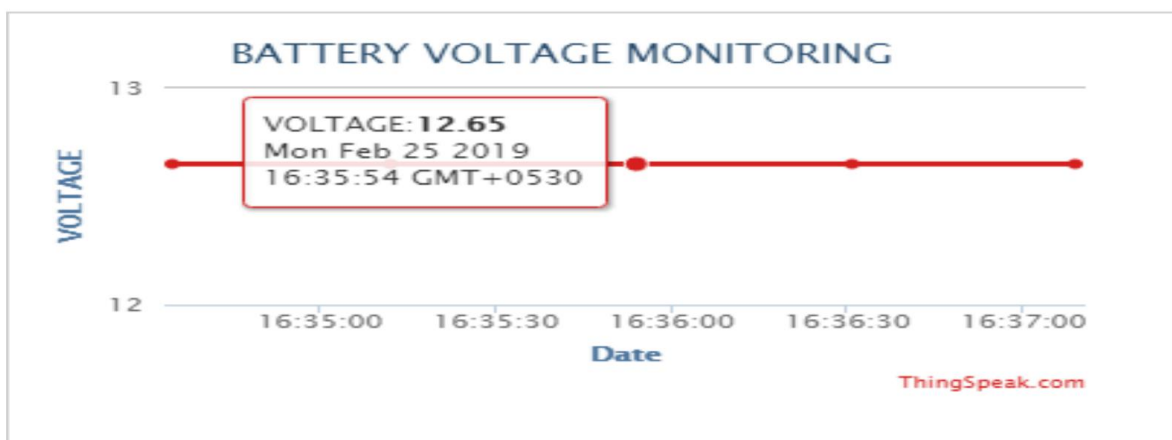 BATTERY VOLTAGE MONITORING
13
VOLTAGE: 12.65
Mon Feb 25 2019
16:35:54 GMT+0530
VOLTAGE
12
16:35:00 16:35:30 16:36:00 16:36:30 16:37:00
Date
ThingSpeak.com